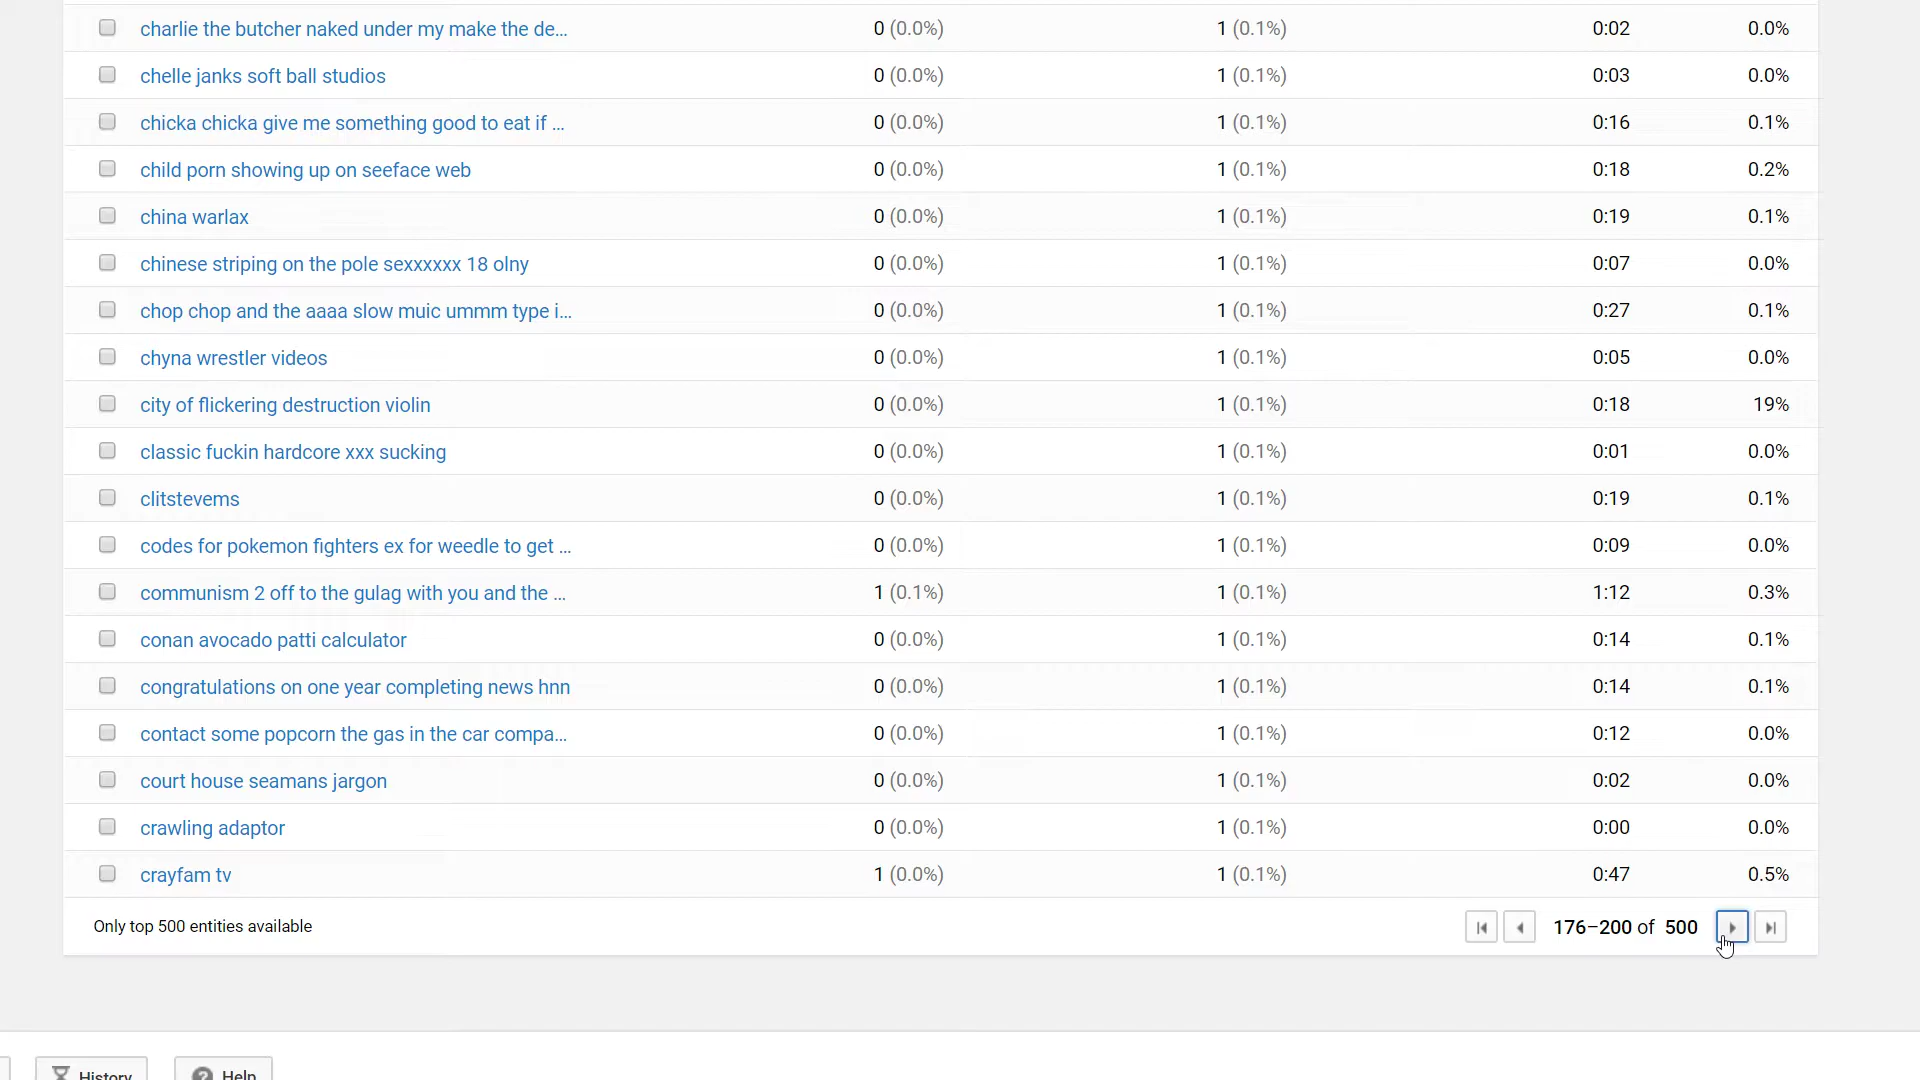 charlie the butcher naked under my make the de... 0 (0.0%) 1 (0.1%) 0:02 0.0%
chelle janks soft ball studios 0 (0.0%) 1 (0.1%) 0:03 0.0%
chicka chicka give me something good to eat if ... 0 (0.0%) 1 (0.1%) 0:16 0.1%
child porn showing up on seeface web 0 (0.0%) 1 (0.1%) 0:18 0.2%
china warlax 0 (0.0%) 1 (0.1%) 0:19 0.1%
chinese striping on the pole sexxxxxx 18 olny 0 (0.0%) 1 (0.1%) 0:07 0.0%
chop chop and the aaaa slow muic ummm type i... 0 (0.0%) 1 (0.1%) 0:27 0.1%
chyna wrestler videos 0 (0.0%) 1 (0.1%) 0:05 0.0%
city of flickering destruction violin 0 (0.0%) 1 (0.1%) 0:18 19%
classic fuckin hardcore xxx sucking 0 (0.0%) 1 (0.1%) 0:01 0.0%
clitstevems 0 (0.0%) 1 (0.1%) 0:19 0.1%
codes for pokemon fighters ex for weedle to get ... 0 (0.0%) 1 (0.1%) 0:09 0.0%
communism 2 off to the gulag with you and the ... 1 (0.1%) 1 (0.1%) 1:12 0.3%
conan avocado patti calculator 0 (0.0%) 1 (0.1%) 0:14 0.1%
congratulations on one year completing news hnn 0 (0.0%) 1 (0.1%) 0:14 0.1%
contact some popcorn the gas in the car compa... 0 (0.0%) 1 (0.1%) 0:12 0.0%
court house seamans jargon 0 (0.0%) 1 (0.1%) 0:02 0.0%
crawling adaptor 0 (0.0%) 1 (0.1%) 0:00 0.0%
crayfam tv 1 (0.0%) 1 (0.1%) 0:47 0.5%
Only top 500 entities available 176–200 of 500
History Help